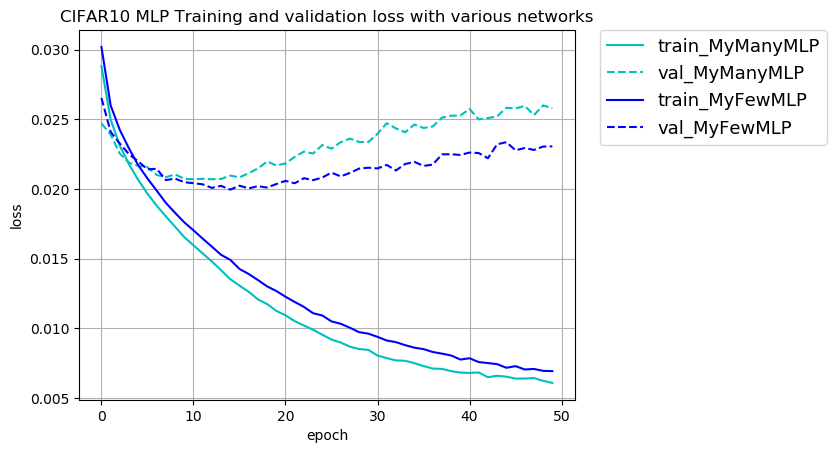 CIFAR10 MLP Training and validation loss with various networks
train_MyManyMLP
val_MyManyMLP
train_MyFewMLP
val_MyFewMLP
loss
0.030
0.025
0.020
0.015
0.010
0.005
0
10
20
30
40
50
epoch